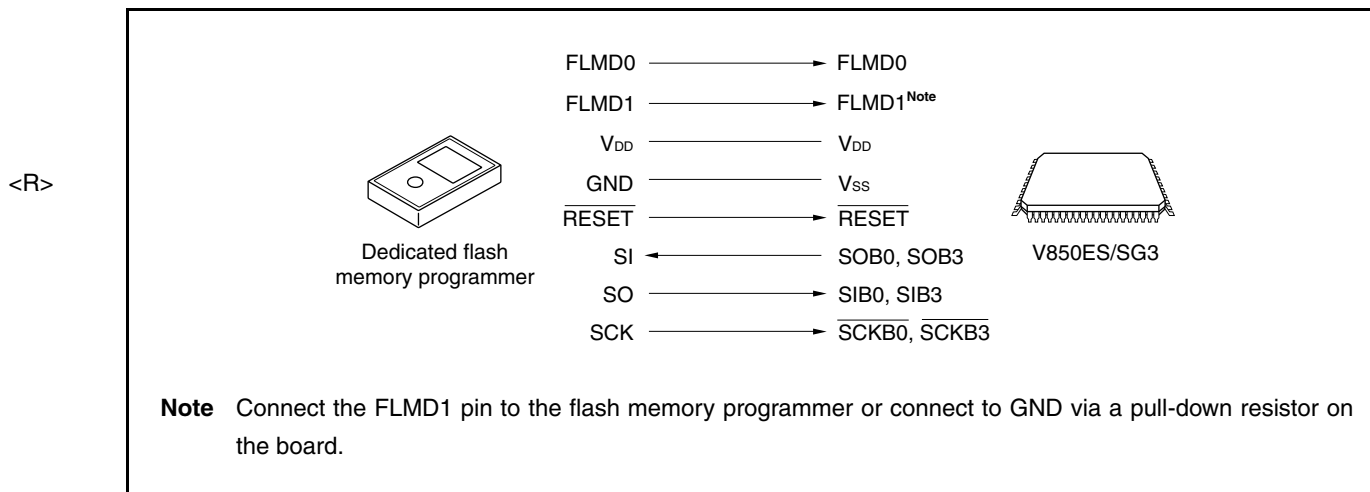 FLMD0 FLMD0
FLMD1 FLMD1Note
VDD VDD
<R>
GND VSS
RESET RESET
Dedicated flash
memory programmer
SI SOB0, SOB3
V850ES/SG3
SO SIB0, SIB3
SCK SCKB0, SCKB3
Note Connect the FLMD1 pin to the flash memory programmer or connect to GND via a pull-down resistor on
the board.